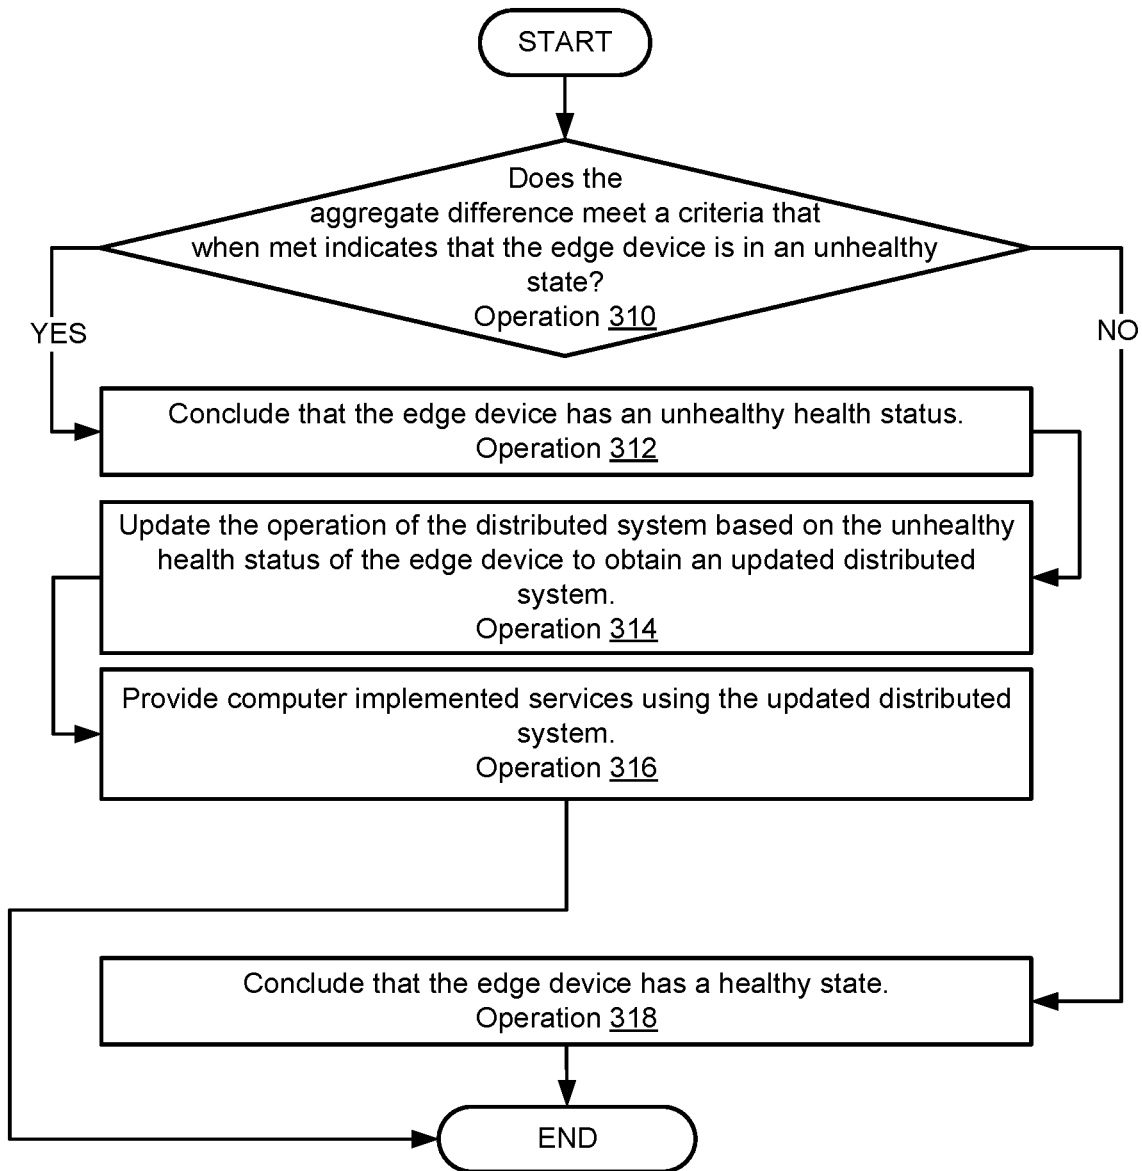 START
Does the
aggregate difference meet a criteria that
when met indicates that the edge device is in an unhealthy
state?
Operation 310
YES
NO
Conclude that the edge device has an unhealthy health status.
Operation 312
Update the operation of the distributed system based on the unhealthy
health status of the edge device to obtain an updated distributed
system.
Operation 314
Provide computer implemented services using the updated distributed
system.
Operation 316
Conclude that the edge device has a healthy state.
Operation 318
END